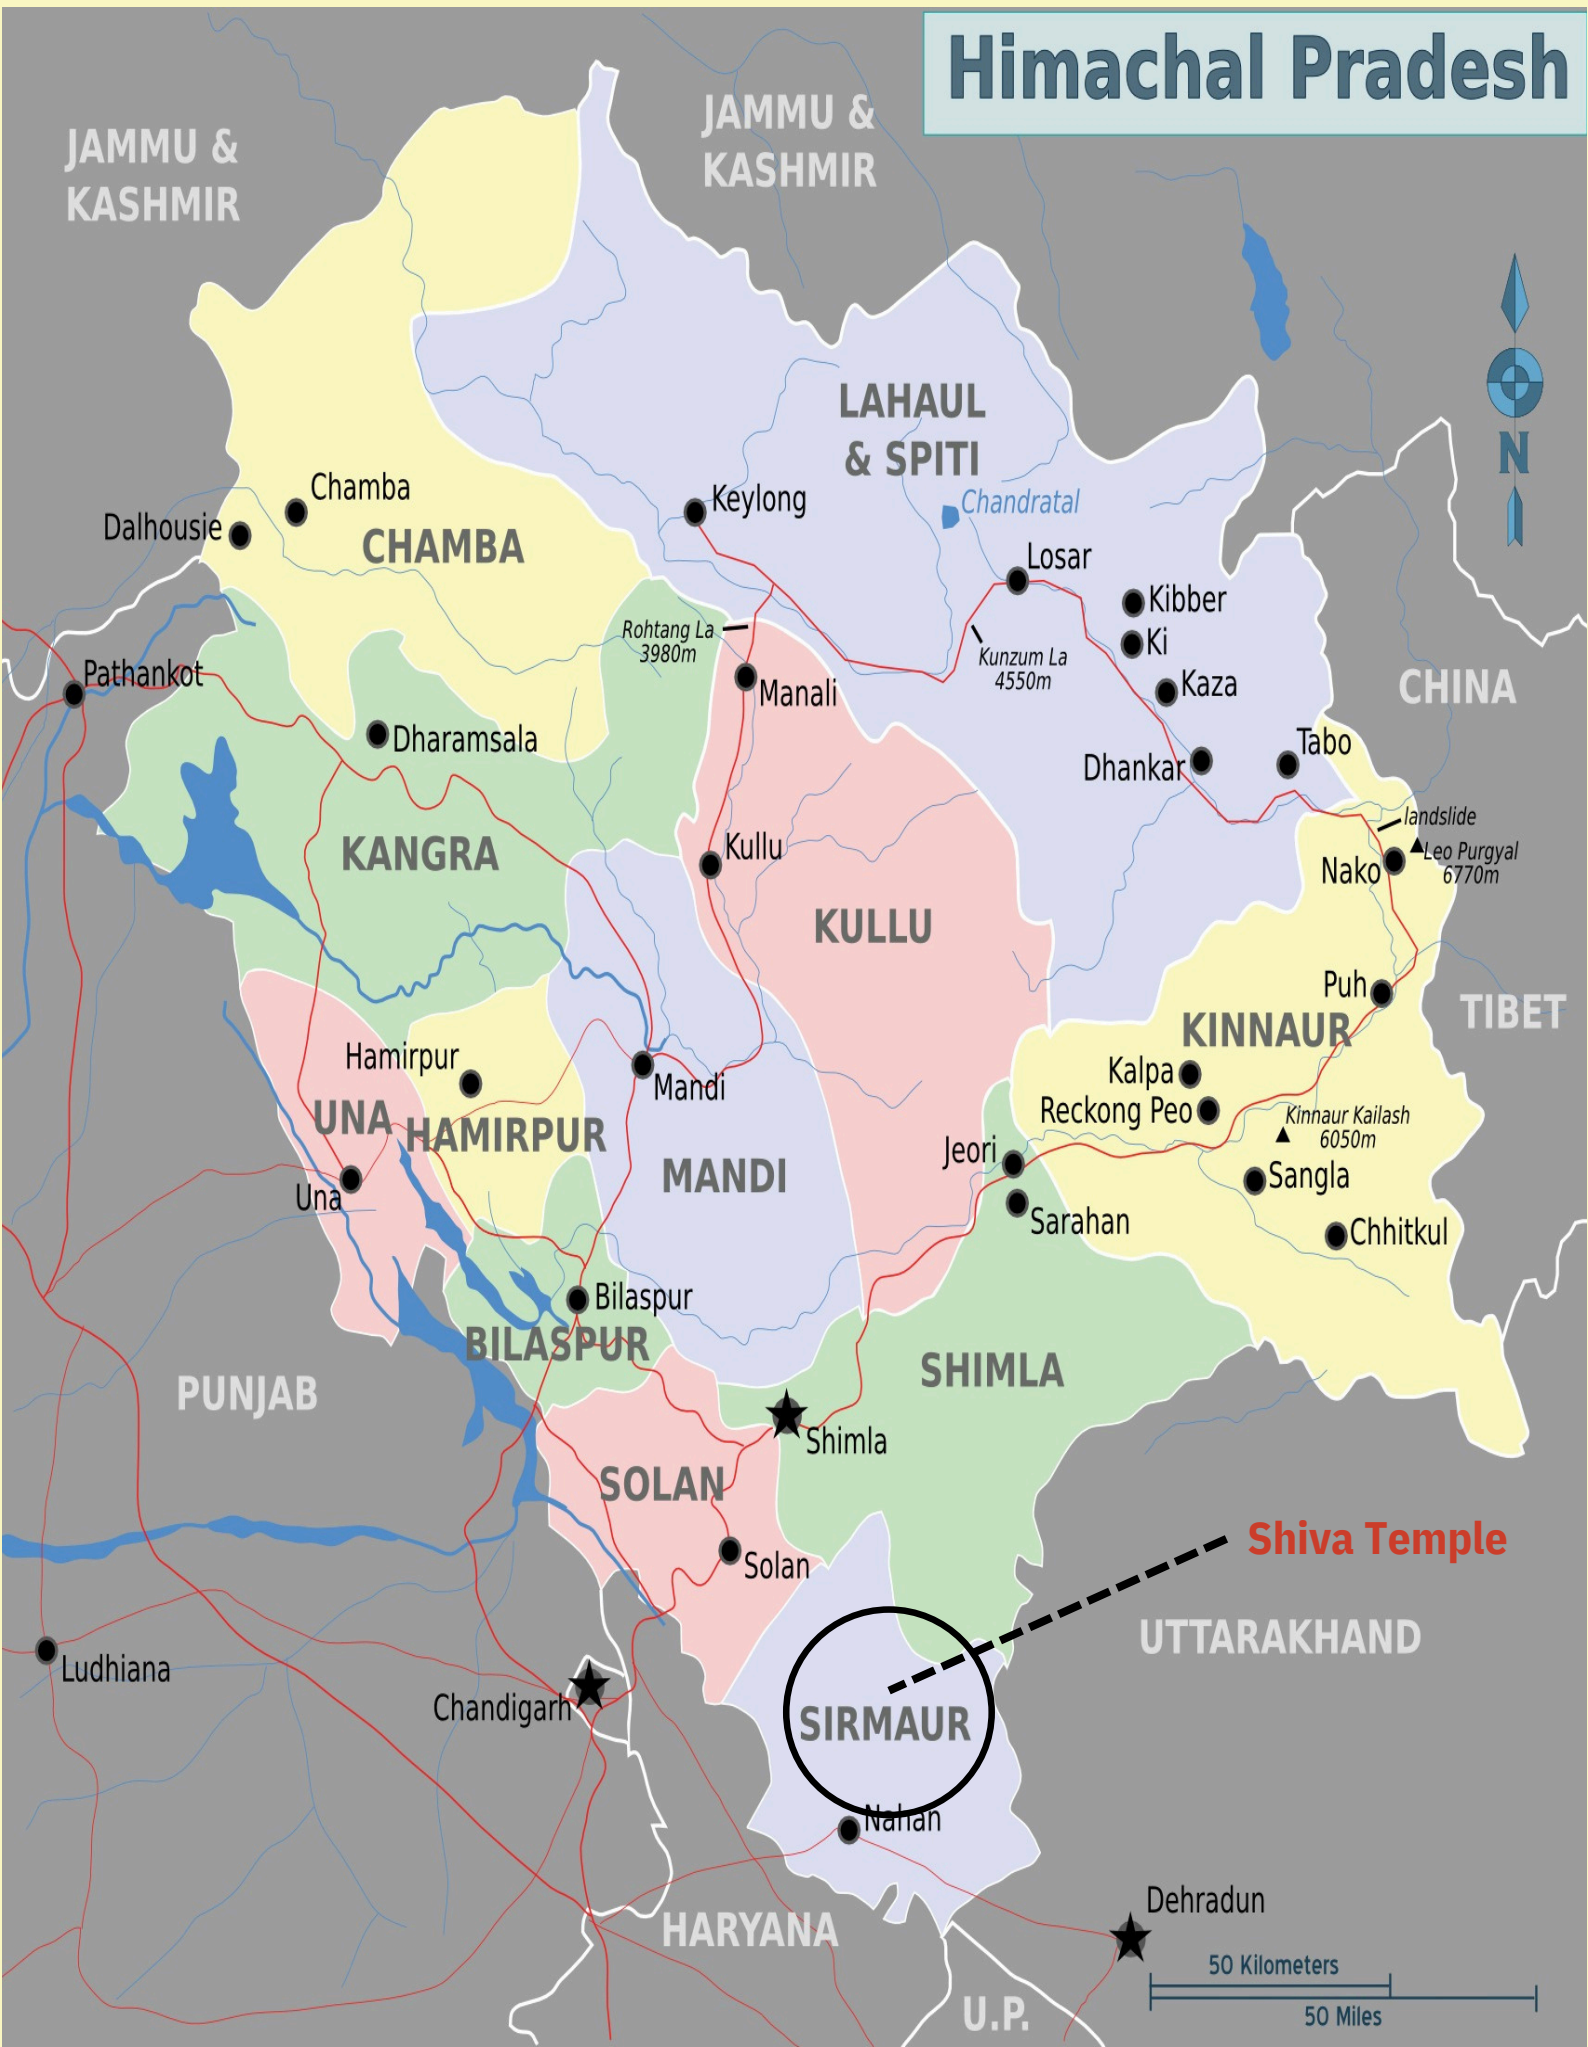 Himachal Pradesh
JAMMU &
KASHMIR
JAMMU &
KASHMIR
N
LAHAUL
& SPITI
Chamba
Dalhousie
CHAMBA
Keylong
Chandratal
Losar
Kibber
Ki
Kaza
Rohtang La
3980m
Kunzum La
4550m
CHINA
Pathankot
Manali
Dharamsala
Dhankar
Tabo
landslide
Leo Purgyal
6770m
Nako
KANGRA
Kullu
KULLU
Puh
TIBET
KINNAUR
Hamirpur
Mandi
Kalpa
Reckong Peo
Kinnaur Kailash
6050m
UNA
HAMIRPUR
MANDI
Jeori
Sangla
Una
Sarahan
Chhitkul
Bilaspur
BILASPUR
PUNJAB
SHIMLA
Shimla
SOLAN
Solan
Shiva Temple
UTTARAKHAND
Ludhiana
Chandigarh
SIRMAUR
Nahan
HARYANA
Dehradun
50 Kilometers
50 Miles
U.P.